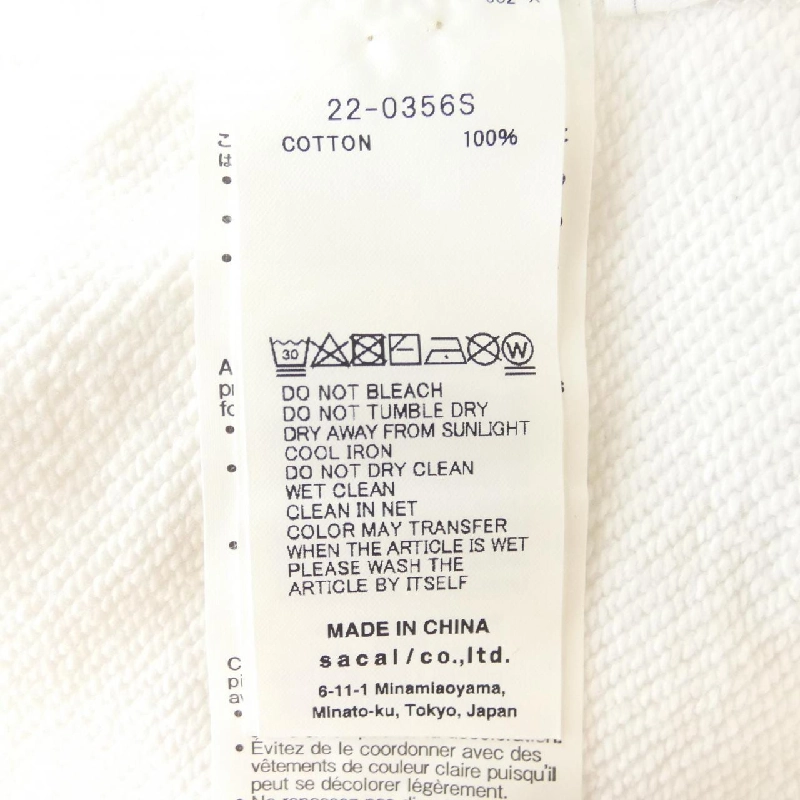 22-0356S
COTTON 100%
こ
は
30
W
DO NOT BLEACH
DO NOT TUMBLE DRY
DRY AWAY FROM SUNLIGHT
COOL IRON
DO NOT DRY CLEAN
WET CLEAN
CLEAN IN NET
COLOR MAY TRANSFER
WHEN THE ARTICLE IS WET
PLEASE WASH THE
ARTICLE BY ITSELF
MADE IN CHINA
sacai/co.,ltd.
6-11-1 Minamiaoyama,
Minato-ku, Tokyo, Japan
• Évitez de le coordonner avec des
vêtements de couleur claire puisqu'il
peut se décolorer légèrement.